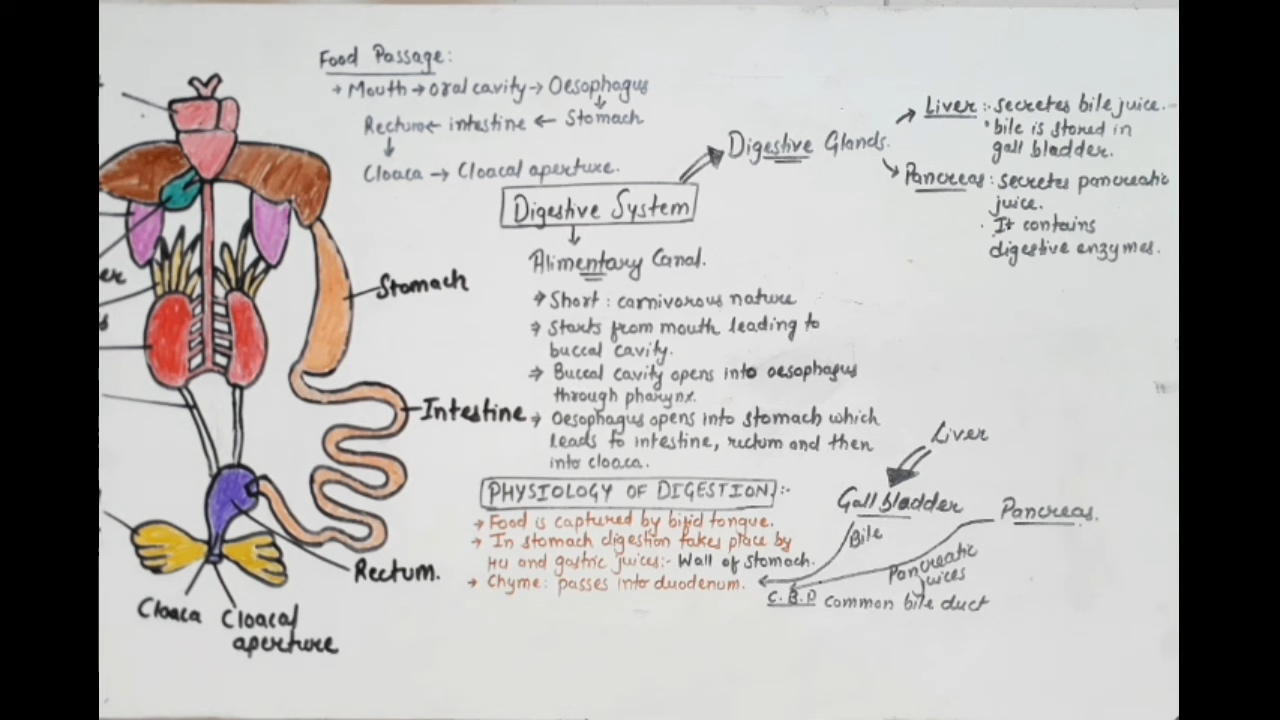 Food Passage:
→ Mouth → oral cavity → Oesophagus
Rectum ← intestine ← Stomach
Cloaca → Cloacal aperture.
Digestive System
Digestive Glands.
Liver :- secretes bile juice.
• bile is stored in
gall bladder.
Pancreas : secretes pancreatic
juice.
. It contains
digestive enzymes.
Alimentary Canal.
→ Short : carnivorous nature
→ Starts from mouth leading to
buccal cavity.
⇒ Buccal cavity opens into oesophagus
through pharynx.
→ Oesophagus opens into stomach which
leads to intestine, rectum and then
into cloaca.
PHYSIOLOGY OF DIGESTION :-
→ Food is captured by bifid tongue.
→ In stomach digestion takes place by
and gastric juices:- Wall of stomach.
→ Chyme: passes into duodenum.
Liver
Gall bladder
Pancreas.
Bile
Pancreatic
juices
C.B.D common bile duct
er
s
Stomach
Intestine
Rectum.
Cloaca
Cloacal
aperture